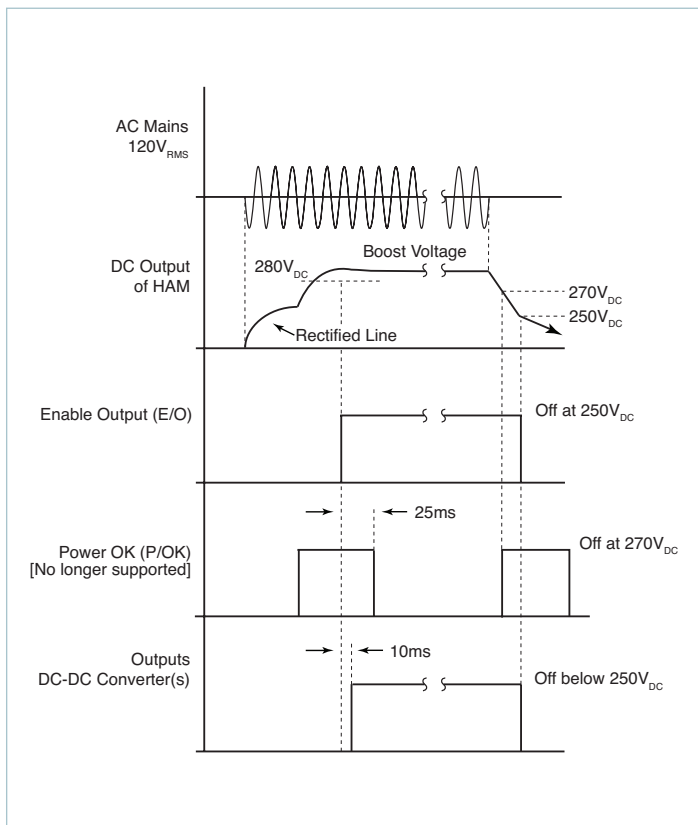 AC Mains
120VRMS
DC Output
of HAM
280VDC
Boost Voltage
270VDC
250VDC
Rectified Line
Enable Output (E/O)
Off at 250VDC
25ms
Power OK (P/OK)
[No longer supported]
Off at 270VDC
10ms
Outputs
DC-DC Converter(s)
Off below 250VDC